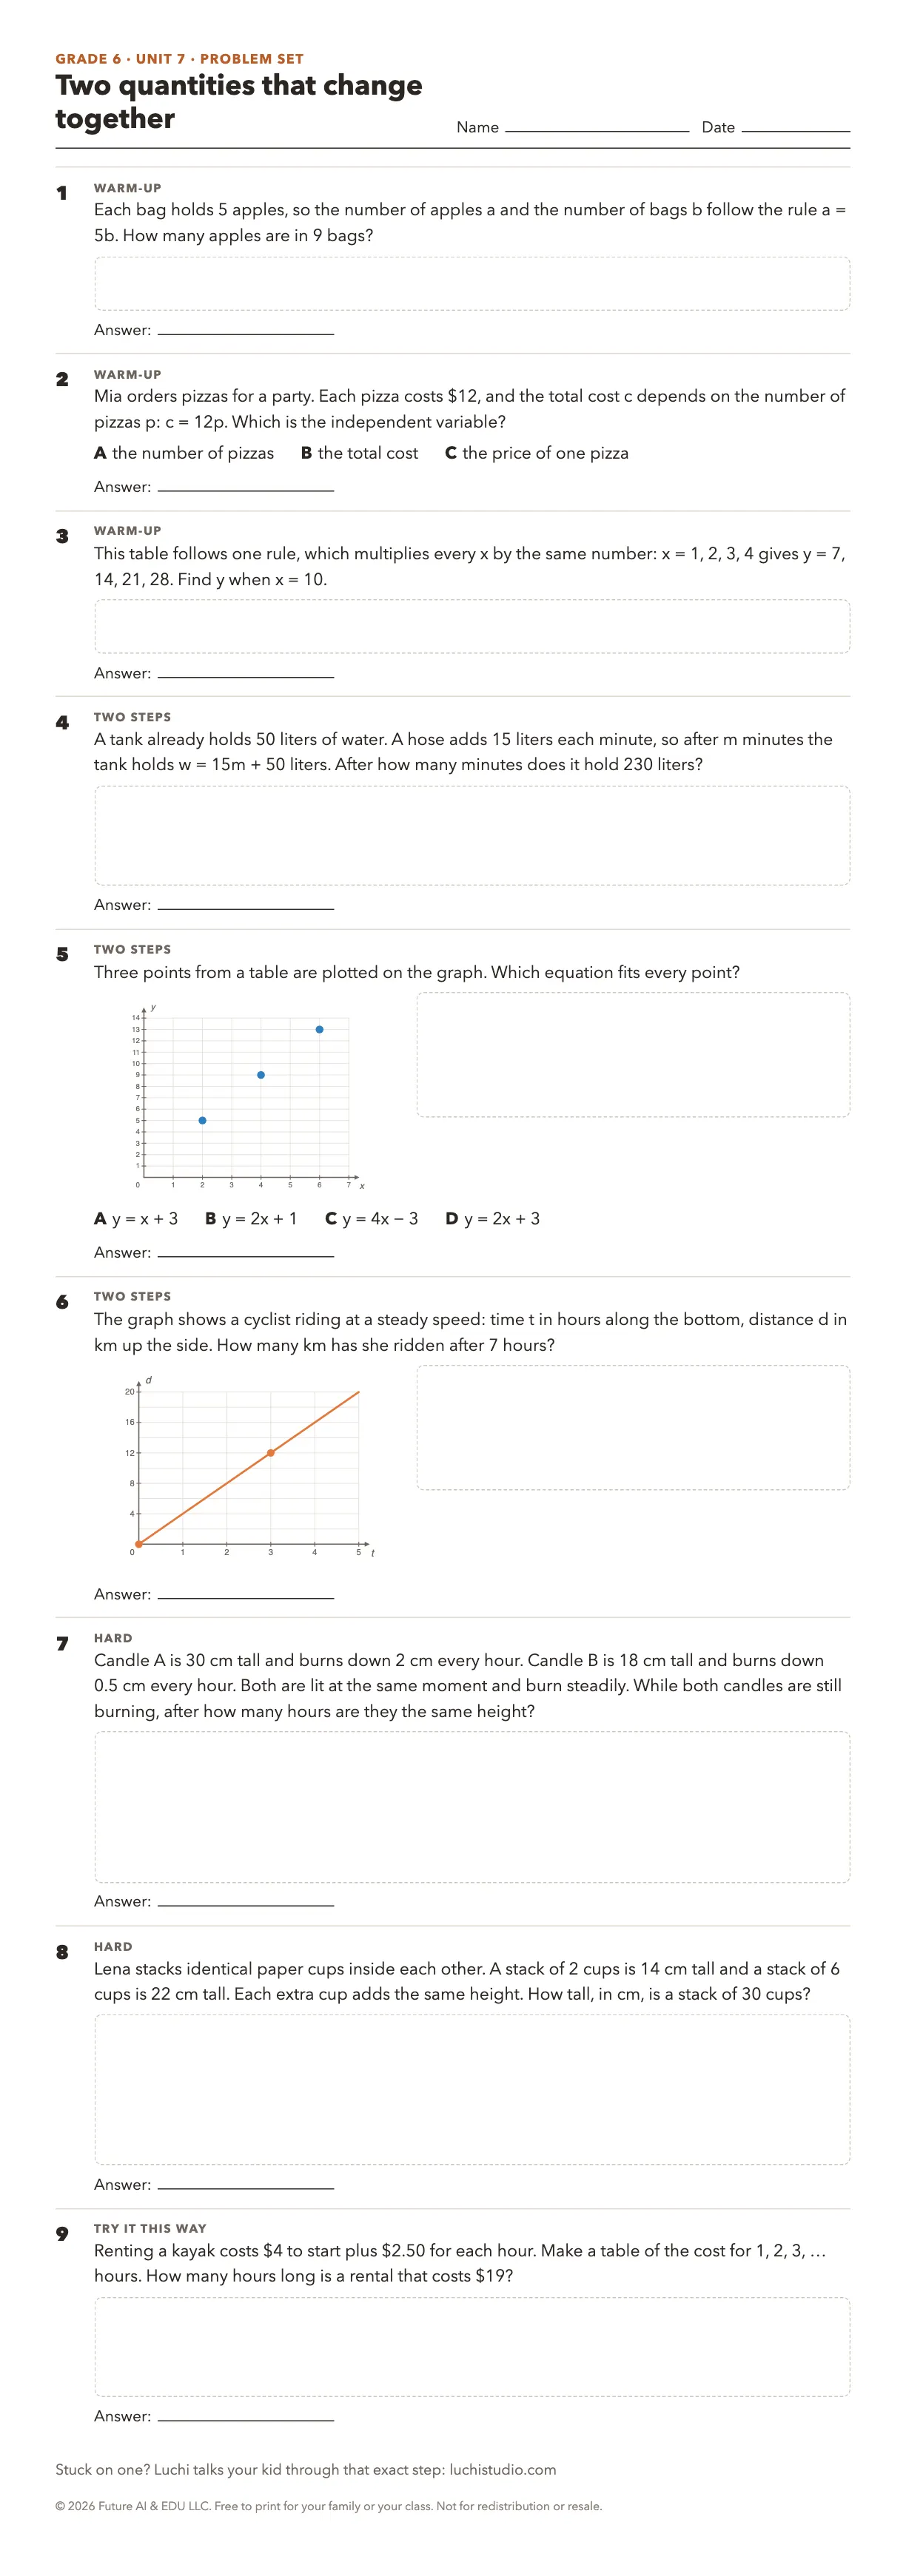 GRADE 6 · UNIT 7 · PROBLEM SET
Two quantities that change
together
Name
Date
1
WARM-UP
Each bag holds 5 apples, so the number of apples a and the number of bags b follow the rule a =
5b. How many apples are in 9 bags?
Answer:
2
WARM-UP
Mia orders pizzas for a party. Each pizza costs $12, and the total cost c depends on the number of
pizzas p: c = 12p. Which is the independent variable?
A the number of pizzas B the total cost C the price of one pizza
Answer:
3
WARM-UP
This table follows one rule, which multiplies every x by the same number: x = 1, 2, 3, 4 gives y = 7,
14, 21, 28. Find y when x = 10.
Answer:
4
TWO STEPS
A tank already holds 50 liters of water. A hose adds 15 liters each minute, so after m minutes the
tank holds w = 15m + 50 liters. After how many minutes does it hold 230 liters?
Answer:
5
TWO STEPS
Three points from a table are plotted on the graph. Which equation fits every point?
y
14
13
12
11
10
9
8
7
6
5
4
3
2
1
0 1 2 3 4 5 6 7 x
A y = x + 3 B y = 2x + 1 C y = 4x − 3 D y = 2x + 3
Answer:
6
TWO STEPS
The graph shows a cyclist riding at a steady speed: time t in hours along the bottom, distance d in
km up the side. How many km has she ridden after 7 hours?
d
20
16
12
8
4
0 1 2 3 4 5 t
Answer:
7
HARD
Candle A is 30 cm tall and burns down 2 cm every hour. Candle B is 18 cm tall and burns down
0.5 cm every hour. Both are lit at the same moment and burn steadily. While both candles are still
burning, after how many hours are they the same height?
Answer:
8
HARD
Lena stacks identical paper cups inside each other. A stack of 2 cups is 14 cm tall and a stack of 6
cups is 22 cm tall. Each extra cup adds the same height. How tall, in cm, is a stack of 30 cups?
Answer:
9
TRY IT THIS WAY
Renting a kayak costs $4 to start plus $2.50 for each hour. Make a table of the cost for 1, 2, 3, …
hours. How many hours long is a rental that costs $19?
Answer:
Stuck on one? Luchi talks your kid through that exact step: luchistudio.com
© 2026 Future AI & EDU LLC. Free to print for your family or your class. Not for redistribution or resale.